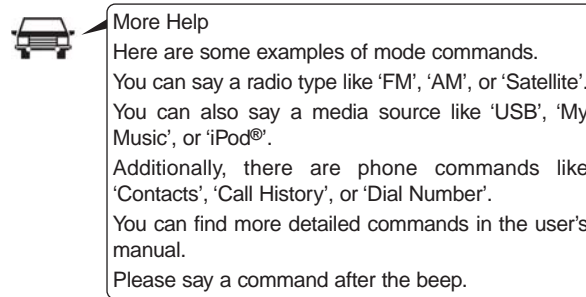 More Help
Here are some examples of mode commands.
You can say a radio type like ‘FM’, ‘AM’, or ‘Satellite’.
You can also say a media source like ‘USB’, ‘My
Music’, or ‘iPod®’.
Additionally, there are phone commands like
‘Contacts’, ‘Call History’, or ‘Dial Number’.
You can find more detailed commands in the user’s
manual.
Please say a command after the beep.